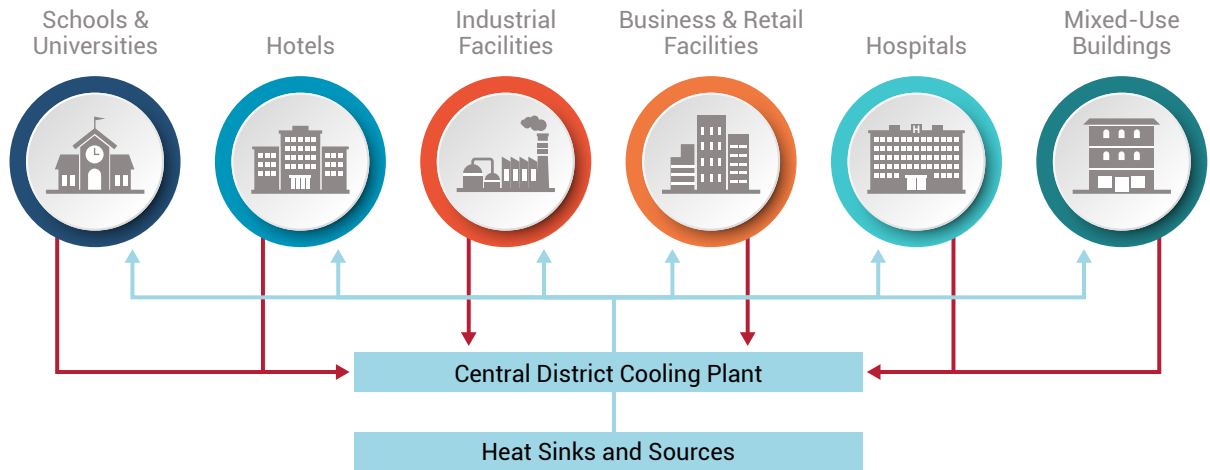 Schools &
Universities
Hotels
Industrial
Facilities
Business & Retail
Facilities
Hospitals
Mixed-Use
Buildings
H
Central District Cooling Plant
Heat Sinks and Sources